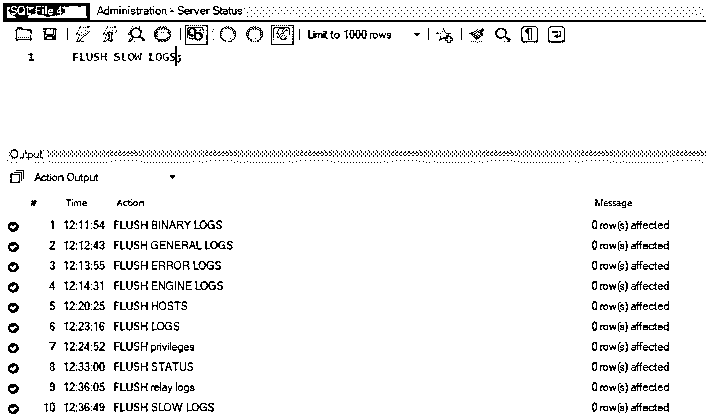 SQL File 4* Administration - Server Status
Limit to 1000 rows
1 FLUSH SLOW LOGS;
Output
Action Output
# Time Action Message
1 12:11:54 FLUSH BINARY LOGS 0 row(s) affected
2 12:12:43 FLUSH GENERAL LOGS 0 row(s) affected
3 12:13:55 FLUSH ERROR LOGS 0 row(s) affected
4 12:14:31 FLUSH ENGINE LOGS 0 row(s) affected
5 12:20:25 FLUSH HOSTS 0 row(s) affected
6 12:23:16 FLUSH LOGS 0 row(s) affected
7 12:24:52 FLUSH privileges 0 row(s) affected
8 12:33:00 FLUSH STATUS 0 row(s) affected
9 12:36:05 FLUSH relay logs 0 row(s) affected
10 12:36:49 FLUSH SLOW LOGS 0 row(s) affected